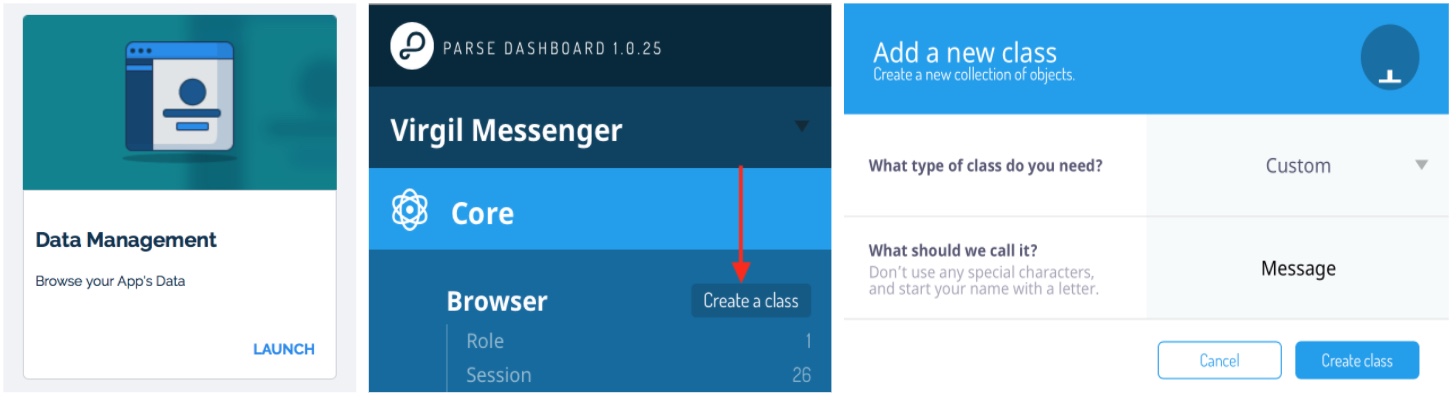 Data Management
Browse your App's Data
LAUNCH
PARSE DASHBOARD 1.0.25
Virgil Messenger
Core
Browser
Create a class
Role 1
Session 26
Add a new class
Create a new collection of objects.
What type of class do you need?
Custom
What should we call it?
Don't use any special characters,
and start your name with a letter.
Message
Cancel
Create class